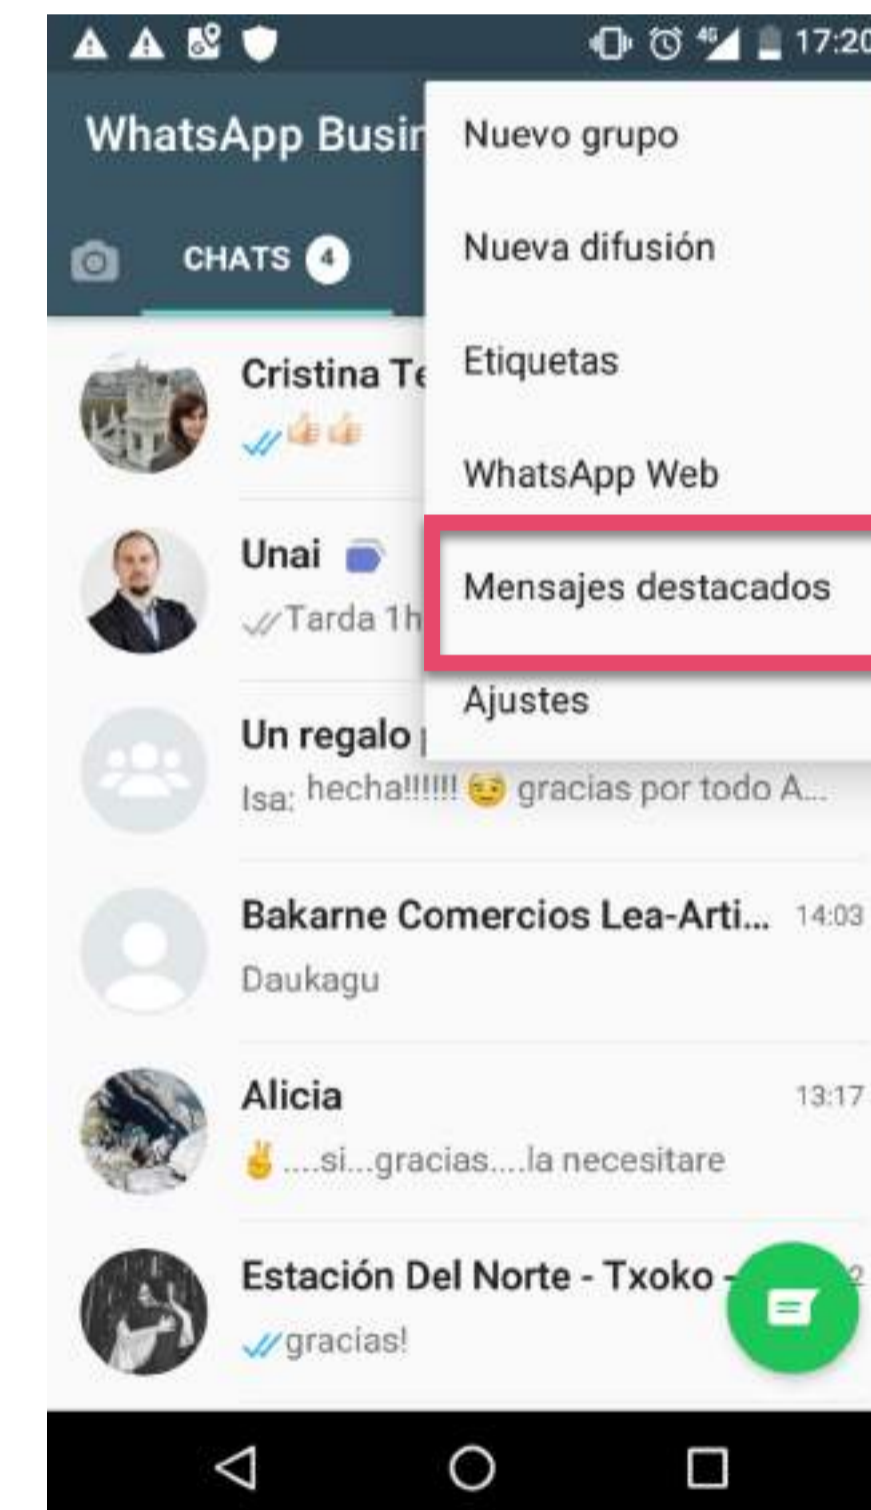 17:20
WhatsApp Busin
Nuevo grupo
Nueva difusión
Etiquetas
WhatsApp Web
Mensajes destacados
Ajustes
CHATS 4
Cristina Te
👍👍
Unai
Tarda 1h
Un regalo
Isa: hecha!!!!!! 😏 gracias por todo A...
Bakarne Comercios Lea-Arti... 14:03
Daukagu
Alicia 13:17
✌....si...gracias....la necesitare
Estación Del Norte - Txoko - 2
gracias!